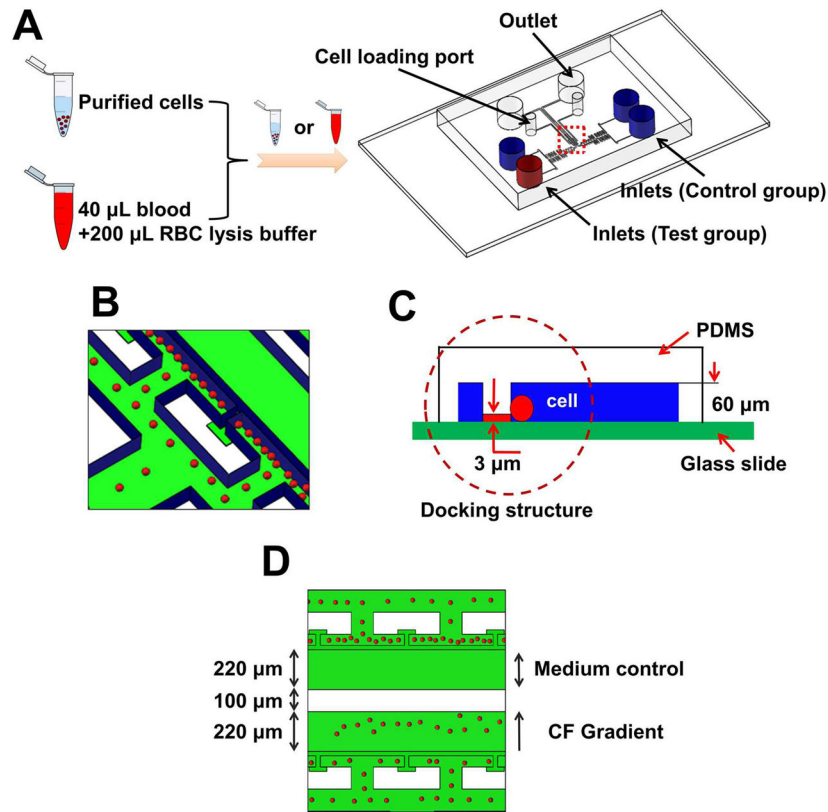 A
Outlet
Cell loading port
Purified cells
or
40 µL blood
+200 µL RBC lysis buffer
Inlets (Control group)
Inlets (Test group)
B
C
PDMS
cell
60 µm
3 µm
Glass slide
Docking structure
D
220 µm
Medium control
100 µm
220 µm
CF Gradient